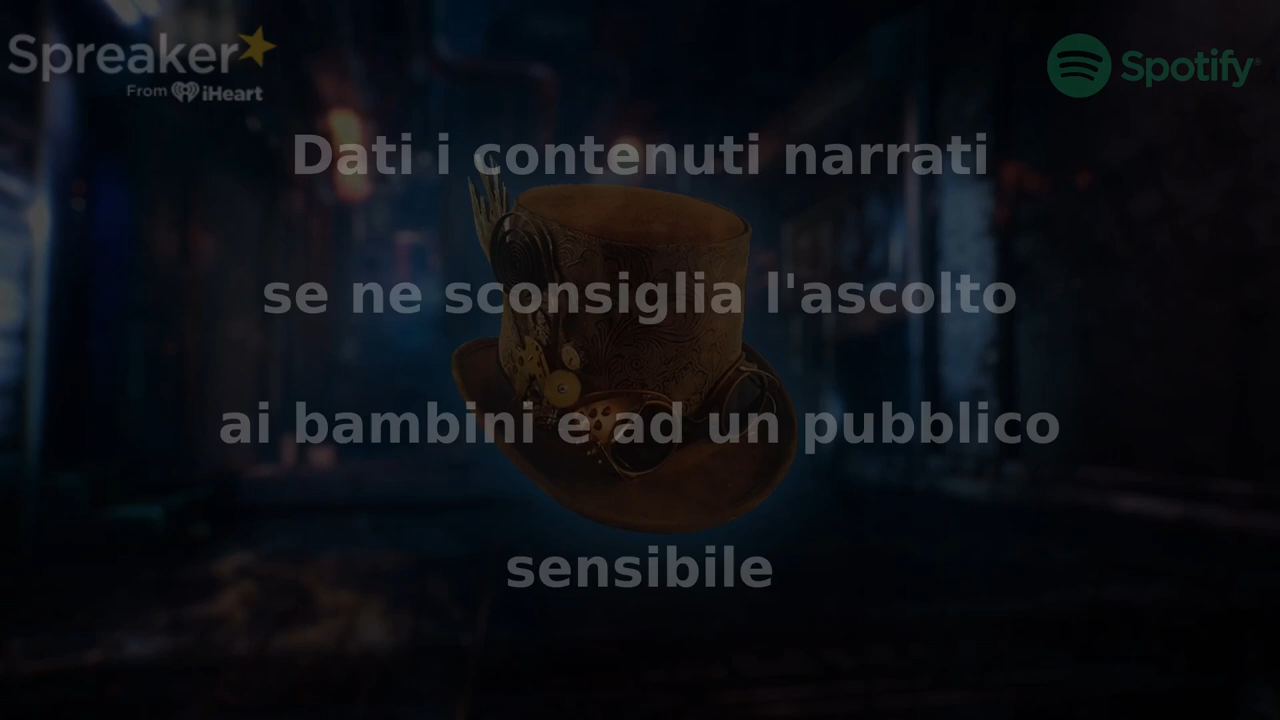 Spreaker
From iHeart
Spotify
Dati i contenuti narrati
se ne sconsiglia l'ascolto
ai bambini e ad un pubblico
sensibile